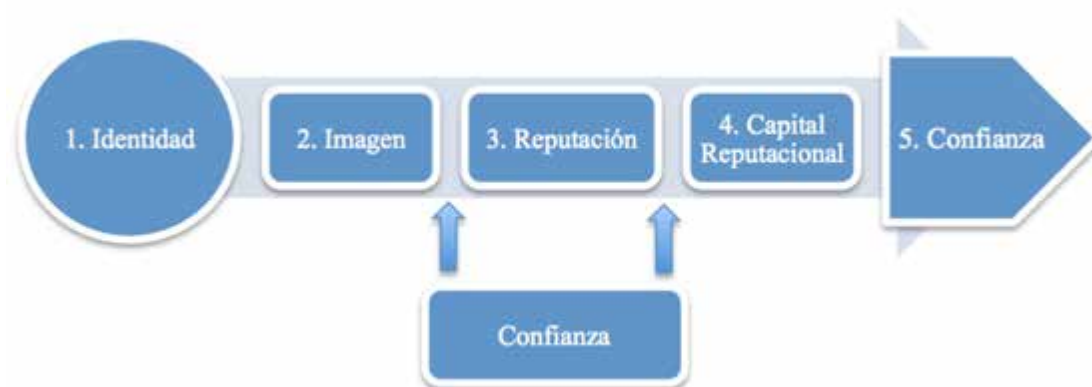 1. Identidad
2. Imagen
3. Reputación
4. Capital
Reputacional
5. Confianza
Confianza